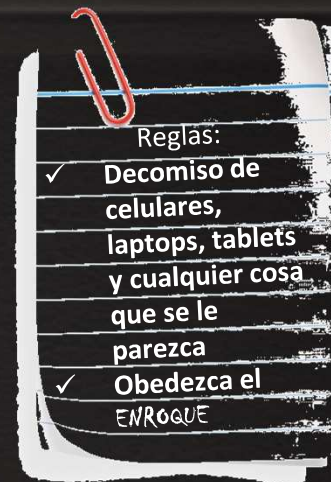 Reglas:
✓ Decomiso de
celulares,
laptops, tablets
y cualquier cosa
que se le
parezca
✓ Obedezca el
ENROQUE